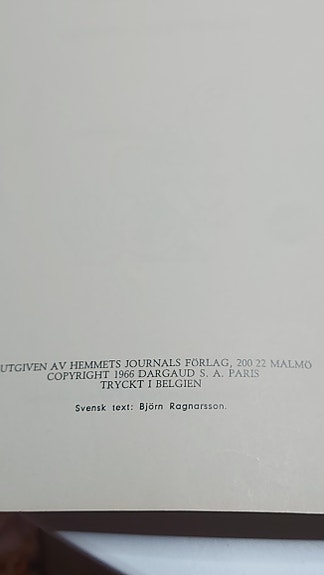 UTGIVEN AV HEMMETS JOURNALS FÖRLAG, 200 22 MALMÖ
COPYRIGHT 1966 DARGAUD S. A. PARIS
TRYCKT I BELGIEN
Svensk text: Björn Ragnarsson.